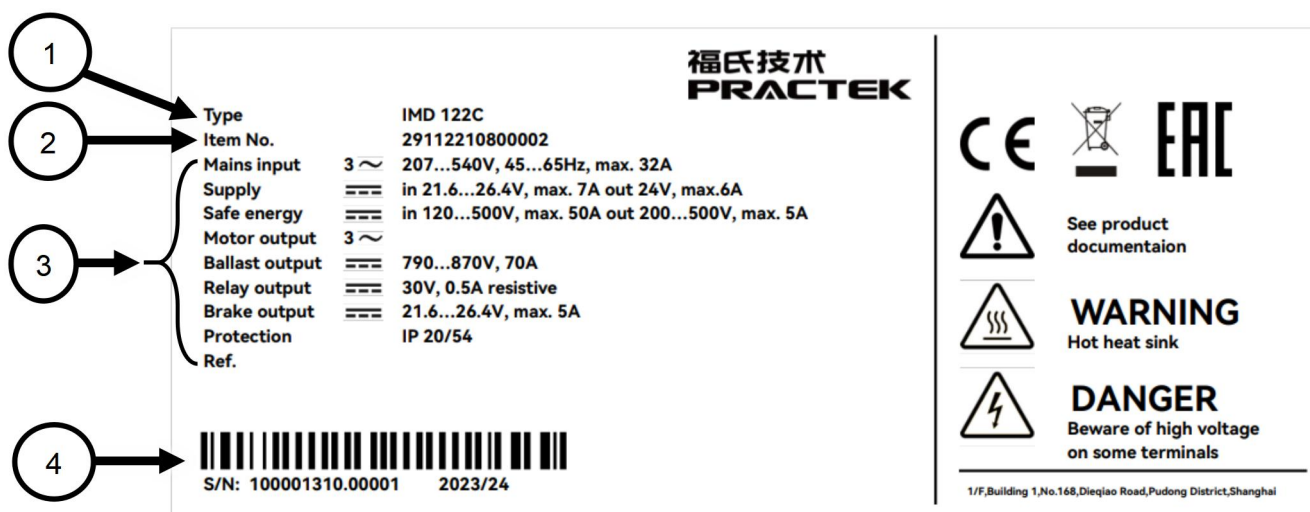 1
2
3
4
福氏技术
PRACTEK
Type IMD 122C
Item No. 29112210800002
Mains input 3 ~ 207...540V, 45...65Hz, max. 32A
Supply in 21.6...26.4V, max. 7A out 24V, max.6A
Safe energy in 120...500V, max. 50A out 200...500V, max. 5A
Motor output 3 ~
Ballast output 790...870V, 70A
Relay output 30V, 0.5A resistive
Brake output 21.6...26.4V, max. 5A
Protection IP 20/54
Ref.
S/N: 100001310.00001 2023/24
CE EAC
See product
documentaion
WARNING
Hot heat sink
DANGER
Beware of high voltage
on some terminals
1/F,Building 1,No.168,Dieqiao Road,Pudong District,Shanghai